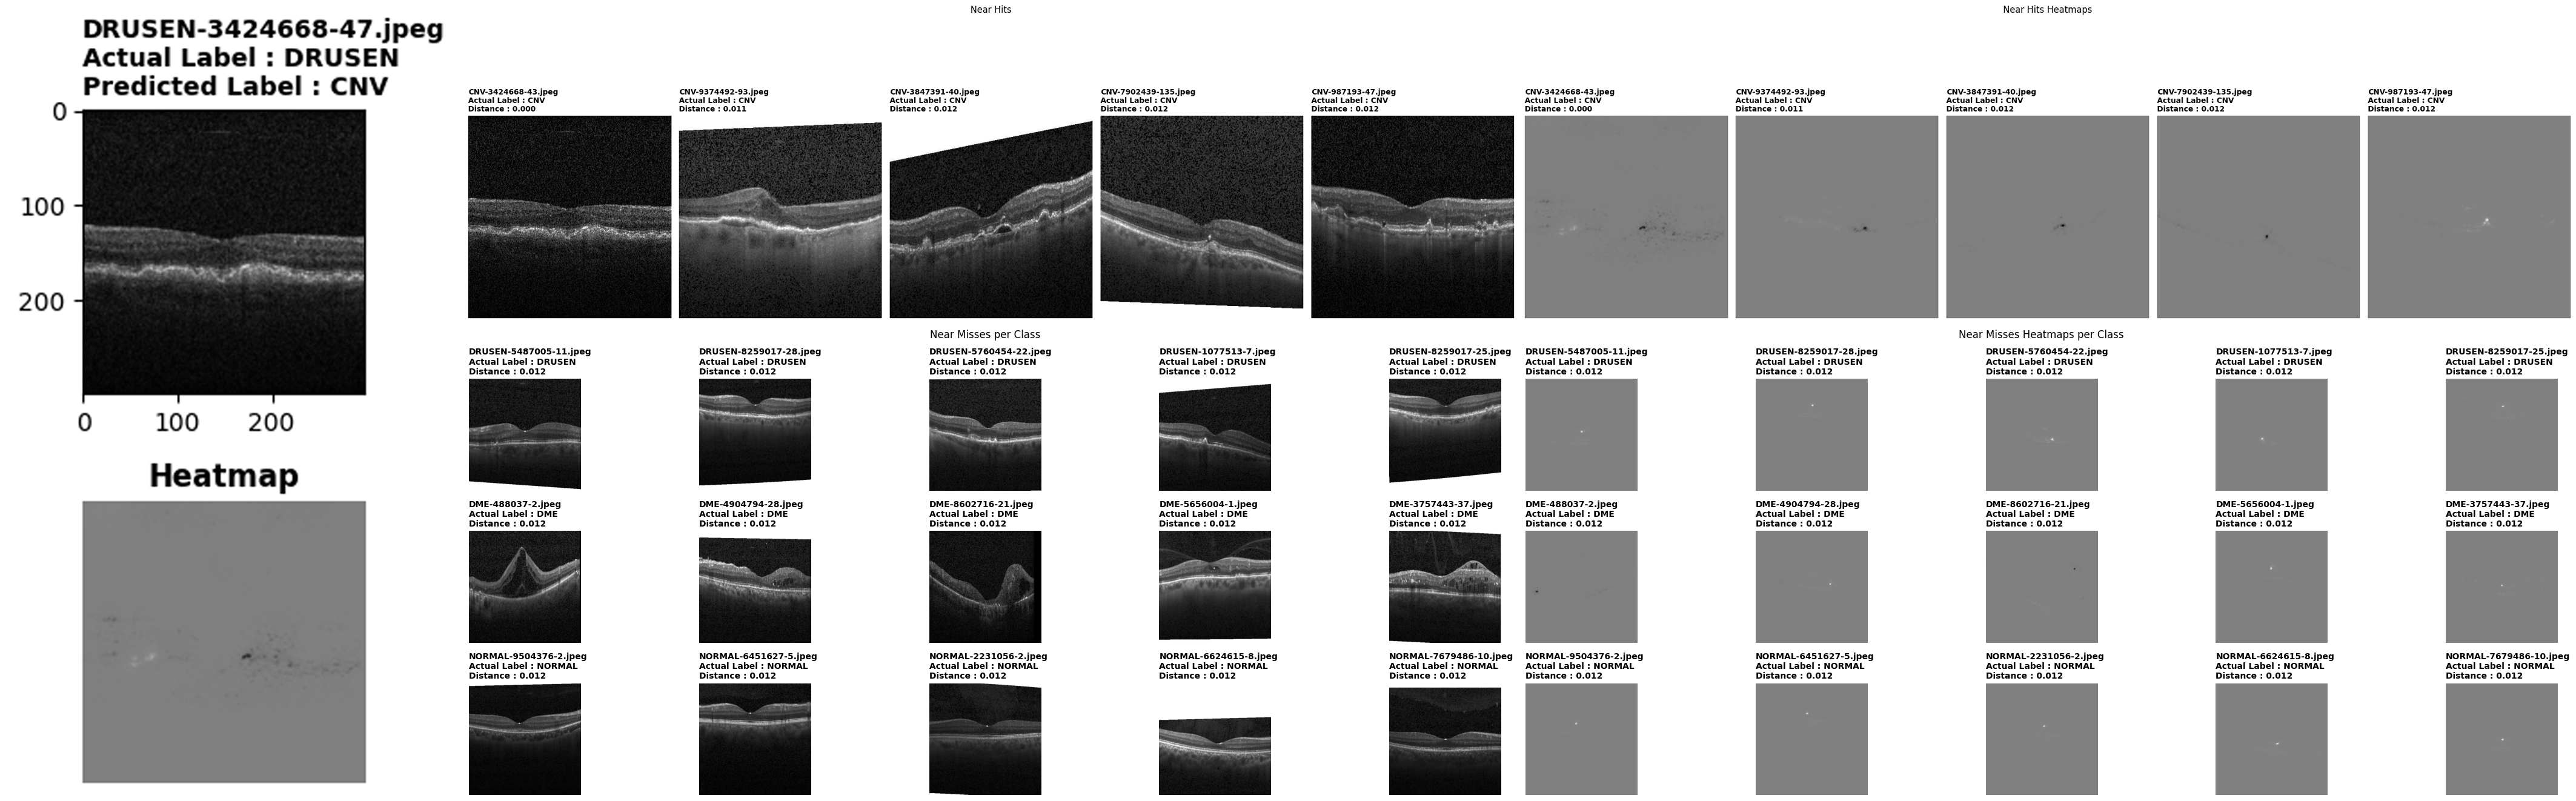 DRUSEN-3424668-47.jpeg
Actual Label : DRUSEN
Predicted Label : CNV
0
100
200
0 100 200
Heatmap
Near Hits
CNV-3424668-43.jpeg
Actual Label : CNV
Distance : 0.000
CNV-9374492-93.jpeg
Actual Label : CNV
Distance : 0.011
CNV-3847391-40.jpeg
Actual Label : CNV
Distance : 0.012
CNV-7902439-135.jpeg
Actual Label : CNV
Distance : 0.012
CNV-987193-47.jpeg
Actual Label : CNV
Distance : 0.012
Near Hits Heatmaps
CNV-3424668-43.jpeg
Actual Label : CNV
Distance : 0.000
CNV-9374492-93.jpeg
Actual Label : CNV
Distance : 0.011
CNV-3847391-40.jpeg
Actual Label : CNV
Distance : 0.012
CNV-7902439-135.jpeg
Actual Label : CNV
Distance : 0.012
CNV-987193-47.jpeg
Actual Label : CNV
Distance : 0.012
Near Misses per Class
DRUSEN-5487005-11.jpeg
Actual Label : DRUSEN
Distance : 0.012
DRUSEN-8259017-28.jpeg
Actual Label : DRUSEN
Distance : 0.012
DRUSEN-5760454-22.jpeg
Actual Label : DRUSEN
Distance : 0.012
DRUSEN-1077513-7.jpeg
Actual Label : DRUSEN
Distance : 0.012
DRUSEN-8259017-25.jpeg
Actual Label : DRUSEN
Distance : 0.012
DME-488037-2.jpeg
Actual Label : DME
Distance : 0.012
DME-4904794-28.jpeg
Actual Label : DME
Distance : 0.012
DME-8602716-21.jpeg
Actual Label : DME
Distance : 0.012
DME-5656004-1.jpeg
Actual Label : DME
Distance : 0.012
DME-3757443-37.jpeg
Actual Label : DME
Distance : 0.012
NORMAL-9504376-2.jpeg
Actual Label : NORMAL
Distance : 0.012
NORMAL-6451627-5.jpeg
Actual Label : NORMAL
Distance : 0.012
NORMAL-2231056-2.jpeg
Actual Label : NORMAL
Distance : 0.012
NORMAL-6624615-8.jpeg
Actual Label : NORMAL
Distance : 0.012
NORMAL-7679486-10.jpeg
Actual Label : NORMAL
Distance : 0.012
Near Misses Heatmaps per Class
DRUSEN-5487005-11.jpeg
Actual Label : DRUSEN
Distance : 0.012
DRUSEN-8259017-28.jpeg
Actual Label : DRUSEN
Distance : 0.012
DRUSEN-5760454-22.jpeg
Actual Label : DRUSEN
Distance : 0.012
DRUSEN-1077513-7.jpeg
Actual Label : DRUSEN
Distance : 0.012
DRUSEN-8259017-25.jpeg
Actual Label : DRUSEN
Distance : 0.012
DME-488037-2.jpeg
Actual Label : DME
Distance : 0.012
DME-4904794-28.jpeg
Actual Label : DME
Distance : 0.012
DME-8602716-21.jpeg
Actual Label : DME
Distance : 0.012
DME-5656004-1.jpeg
Actual Label : DME
Distance : 0.012
DME-3757443-37.jpeg
Actual Label : DME
Distance : 0.012
NORMAL-9504376-2.jpeg
Actual Label : NORMAL
Distance : 0.012
NORMAL-6451627-5.jpeg
Actual Label : NORMAL
Distance : 0.012
NORMAL-2231056-2.jpeg
Actual Label : NORMAL
Distance : 0.012
NORMAL-6624615-8.jpeg
Actual Label : NORMAL
Distance : 0.012
NORMAL-7679486-10.jpeg
Actual Label : NORMAL
Distance : 0.012